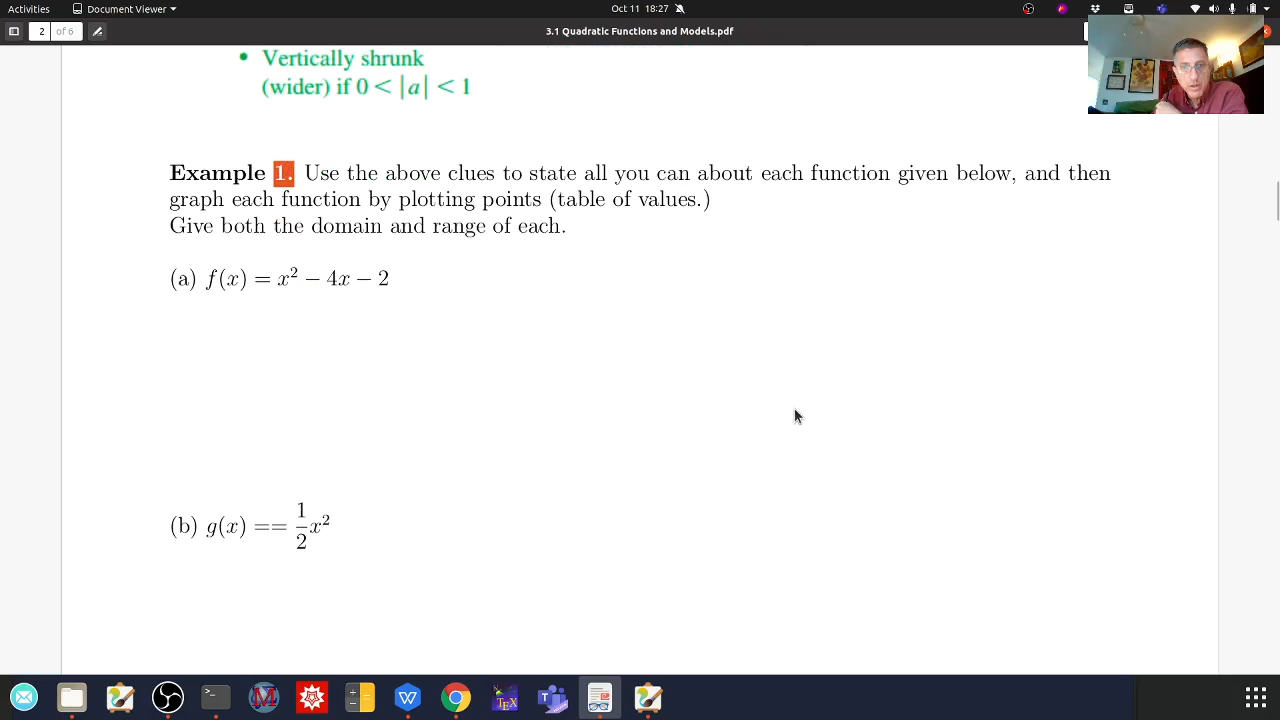 Activities
Document Viewer
Oct 11 18:27
2 of 6
3.1 Quadratic Functions and Models.pdf
• Vertically shrunk
(wider) if 0 < |a| < 1
Example 1. Use the above clues to state all you can about each function given below, and then
graph each function by plotting points (table of values.)
Give both the domain and range of each.
(a) f(x) = x² − 4x − 2
(b) g(x) == 1/2 x²